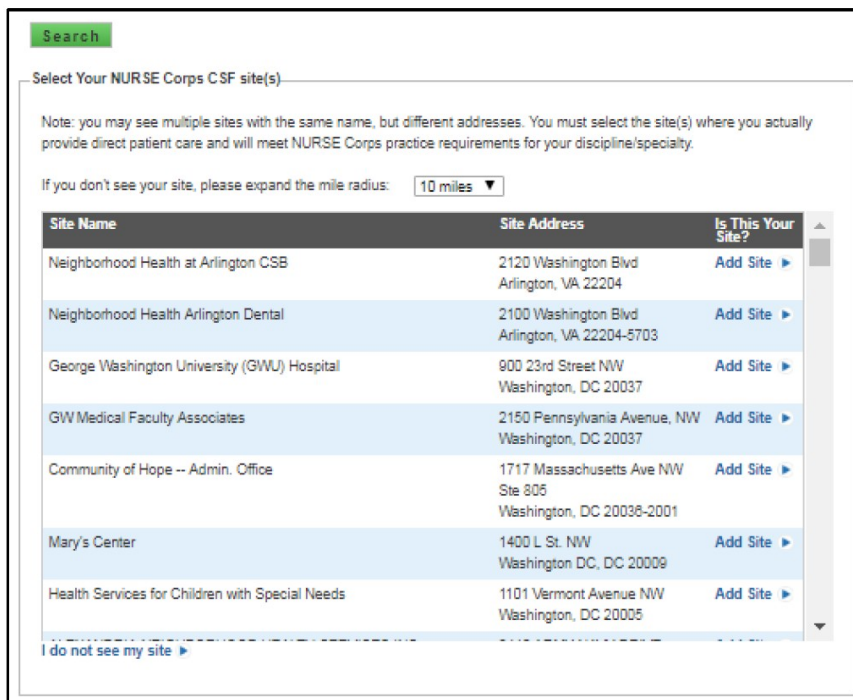 Search
Select Your NURSE Corps CSF site(s)
Note: you may see multiple sites with the same name, but different addresses. You must select the site(s) where you actually
provide direct patient care and will meet NURSE Corps practice requirements for your discipline/specialty.
If you don't see your site, please expand the mile radius: 10 miles ▼
Site Name Site Address Is This Your
Site?
Neighborhood Health at Arlington CSB 2120 Washington Blvd Add Site
Arlington, VA 22204
Neighborhood Health Arlington Dental 2100 Washington Blvd Add Site
Arlington, VA 22204-5703
George Washington University (GWU) Hospital 900 23rd Street NW Add Site
Washington, DC 20037
GW Medical Faculty Associates 2150 Pennsylvania Avenue, NW Add Site
Washington, DC 20037
Community of Hope -- Admin. Office 1717 Massachusetts Ave NW Add Site
Ste 805
Washington, DC 20036-2001
Mary's Center 1400 L St. NW Add Site
Washington DC, DC 20009
Health Services for Children with Special Needs 1101 Vermont Avenue NW Add Site
Washington, DC 20005
I do not see my site